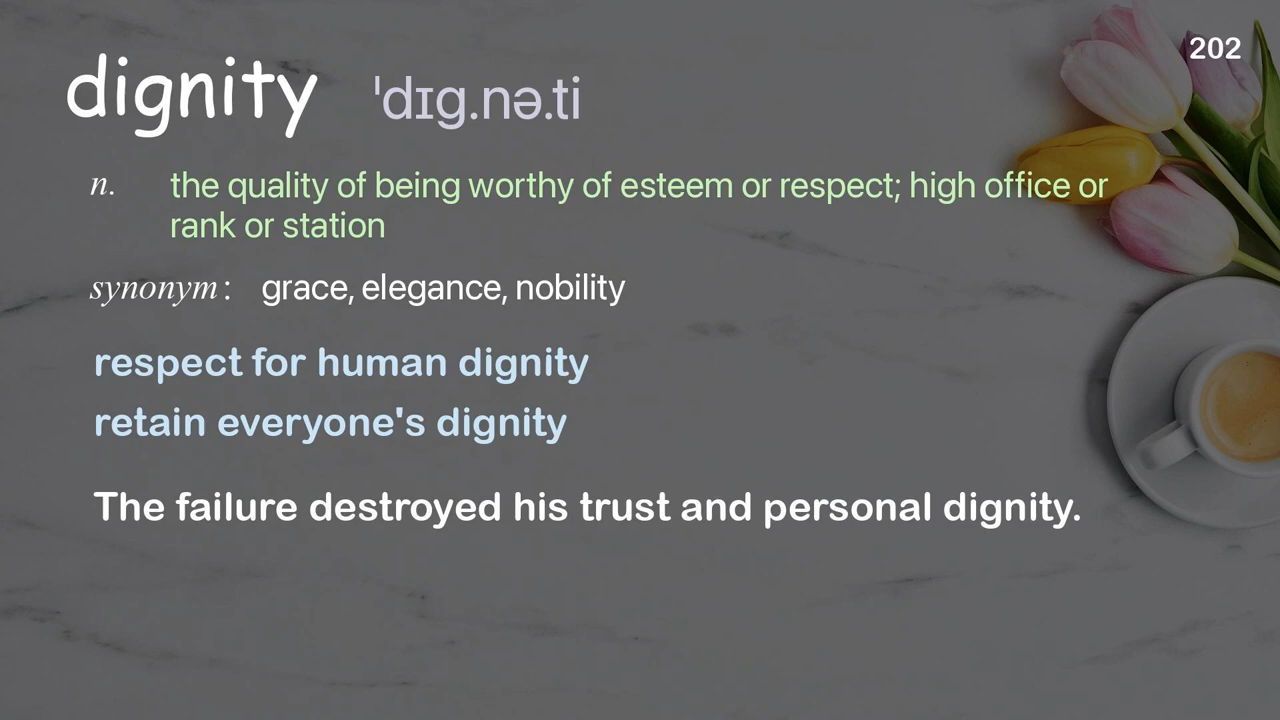 202
dignity ˈdɪg.nə.ti
n. the quality of being worthy of esteem or respect; high office or
rank or station
synonym: grace, elegance, nobility
respect for human dignity
retain everyone's dignity
The failure destroyed his trust and personal dignity.